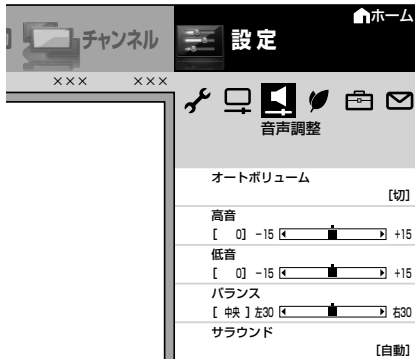 ホーム
チャンネル
設定
××× ×××
音声調整
オートボリューム
[切]
高音
[ 0] −15 +15
低音
[ 0] −15 +15
バランス
[ 中央 ] 左30 右30
サラウンド
[自動]